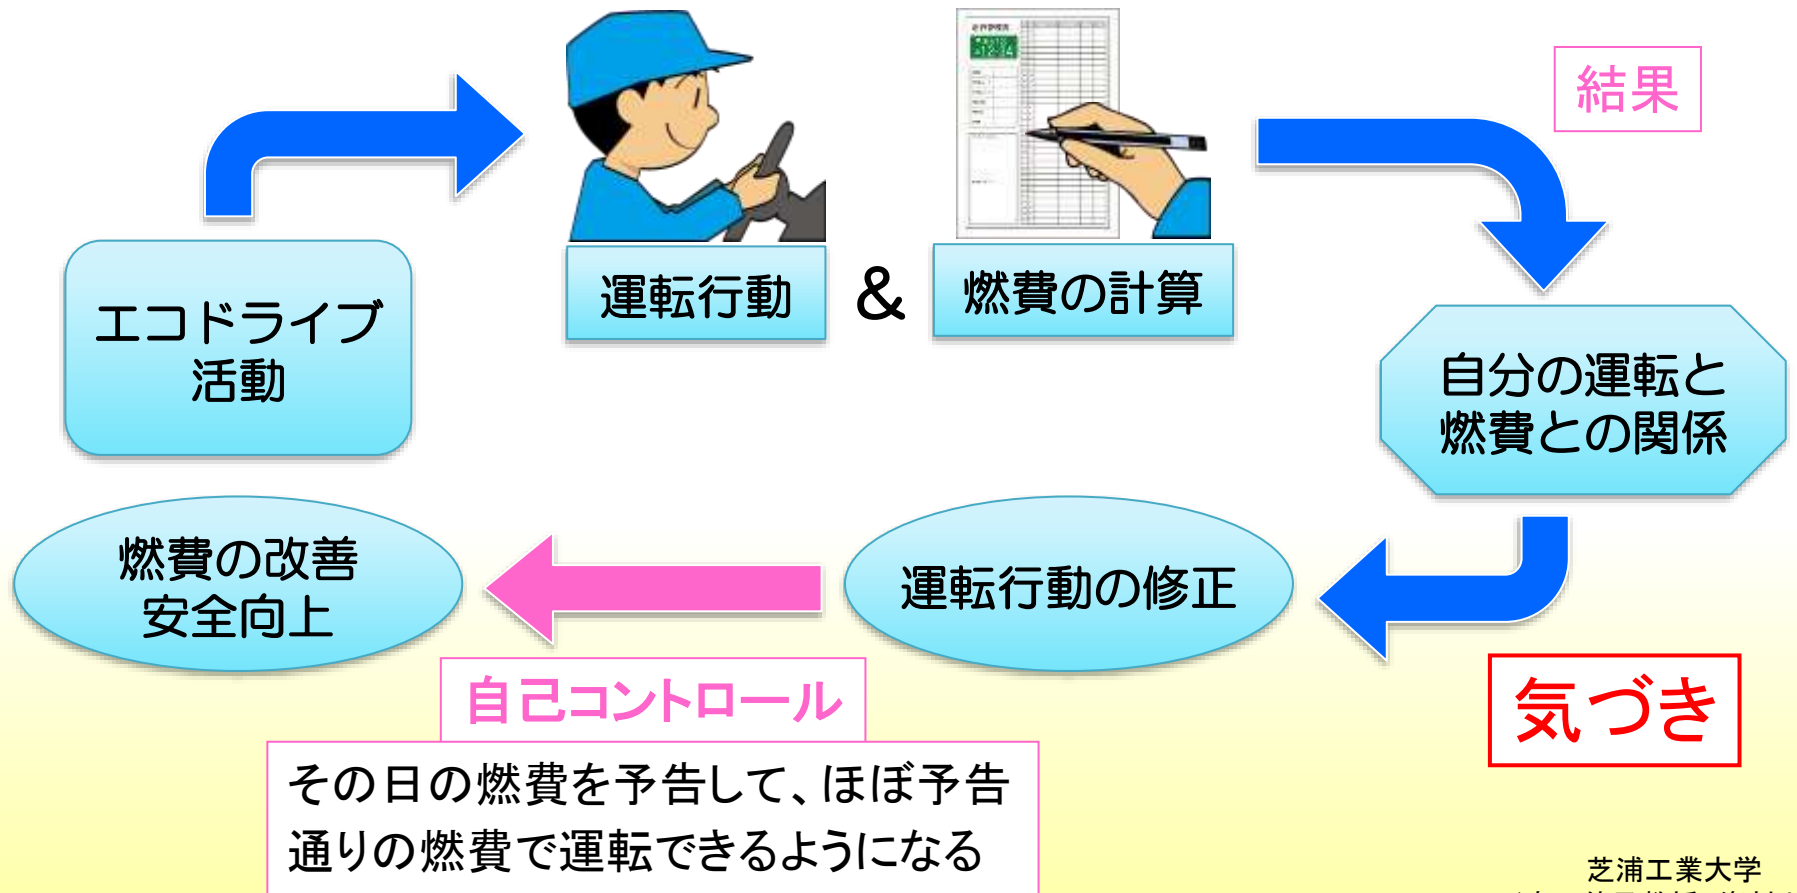 結果
運転行動
&
燃費の計算
エコドライブ
活動
自分の運転と
燃費との関係
運転行動の修正
燃費の改善
安全向上
気づき
自己コントロール
その日の燃費を予告して、ほぼ予告
通りの燃費で運転できるようになる
芝浦工業大学